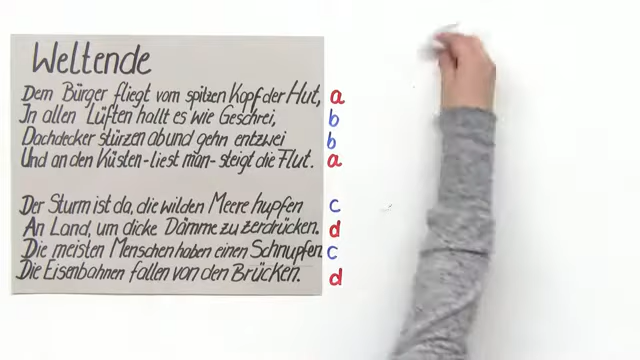 Weltende
Dem Bürger fliegt vom spitzen Kopf der Hut, a
In allen Lüften hallt es wie Geschrei, b
Dachdecker stürzen ab und gehn entzwei b
Und an den Küsten - liest man - steigt die Flut. a
Der Sturm ist da, die wilden Meere hupfen c
An Land, um dicke Dämme zu zerdrücken. d
Die meisten Menschen haben einen Schnupfen. c
Die Eisenbahnen fallen von den Brücken. d